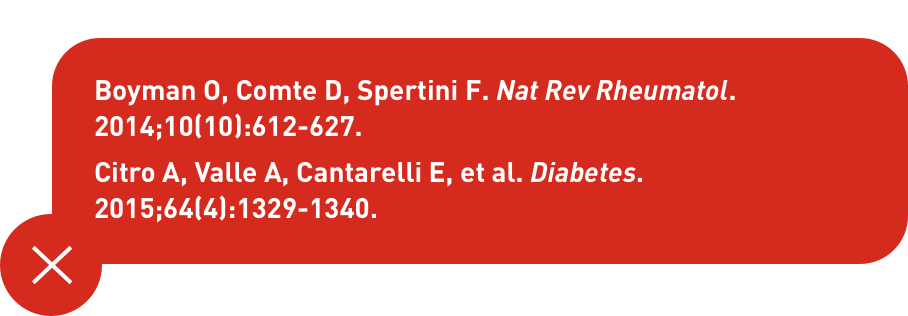 Boyman O, Comte D, Spertini F. Nat Rev Rheumatol.
2014;10(10):612-627.
Citro A, Valle A, Cantarelli E, et al. Diabetes.
2015;64(4):1329-1340.